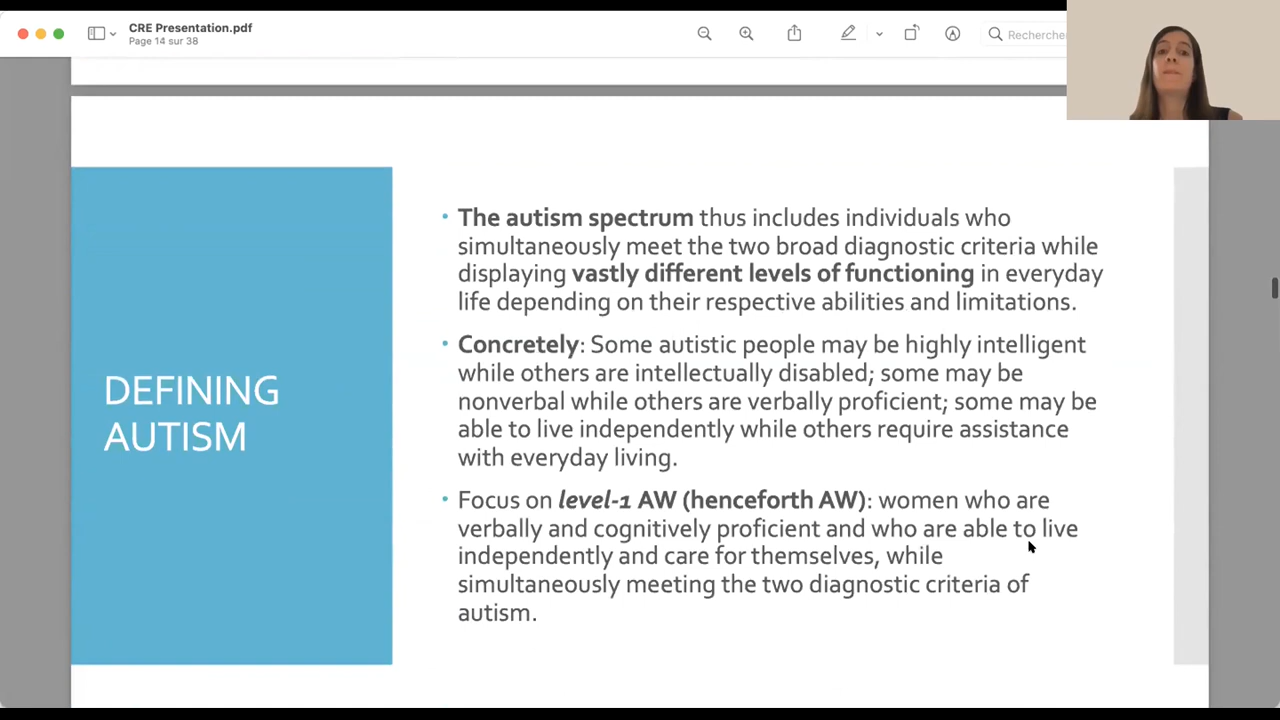 CRE Presentation.pdf
Page 14 sur 38
Rechercher
DEFINING
AUTISM
• The autism spectrum thus includes individuals who
simultaneously meet the two broad diagnostic criteria while
displaying vastly different levels of functioning in everyday
life depending on their respective abilities and limitations.
• Concretely: Some autistic people may be highly intelligent
while others are intellectually disabled; some may be
nonverbal while others are verbally proficient; some may be
able to live independently while others require assistance
with everyday living.
• Focus on level-1 AW (henceforth AW): women who are
verbally and cognitively proficient and who are able to live
independently and care for themselves, while
simultaneously meeting the two diagnostic criteria of
autism.